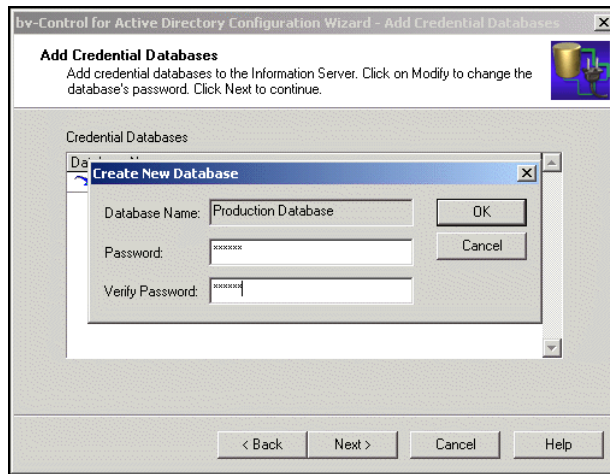 bv-Control for Active Directory Configuration Wizard - Add Credential Databases
Add Credential Databases
Add credential databases to the Information Server. Click on Modify to change the
database's password. Click Next to continue.
Credential Databases
Create New Database
Database Name: Production Database
OK
Password: xxxxxx
Cancel
Verify Password: xxxxxx
< Back
Next >
Cancel
Help